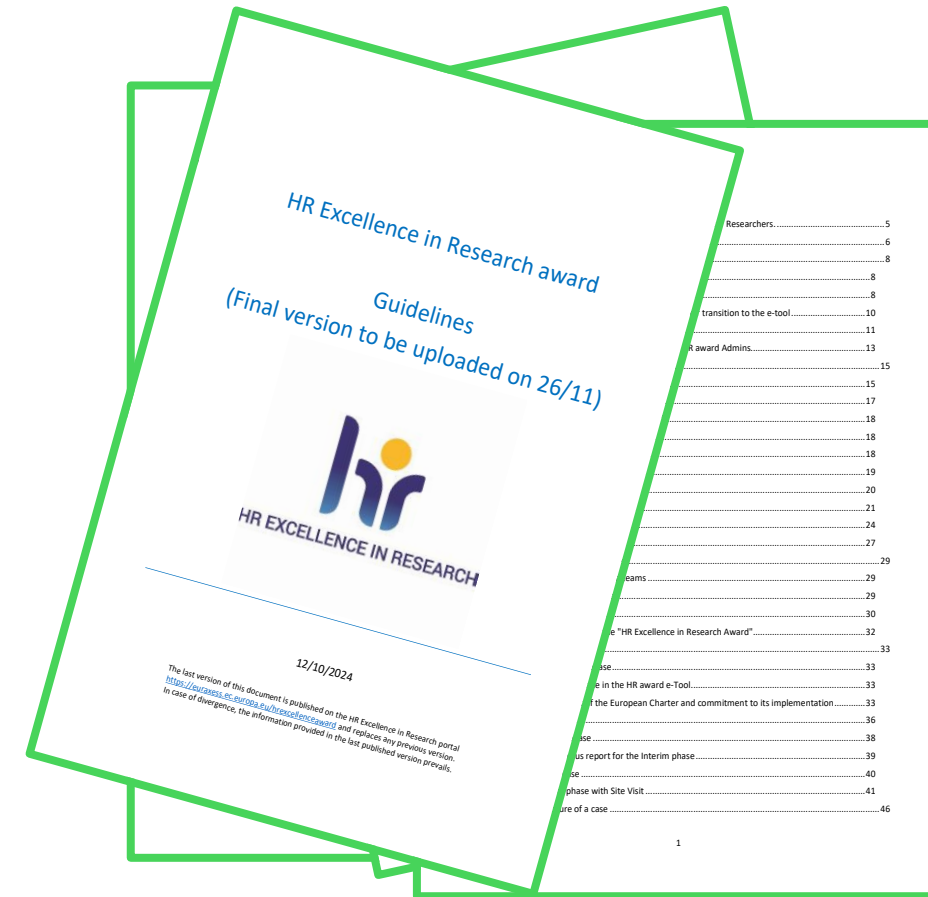 HR Excellence in Research award
Guidelines
(Final version to be uploaded on 26/11)
hr
HR EXCELLENCE IN RESEARCH
12/10/2024
The last version of this document is published on the HR Excellence in Research portal
https://euraxess.ec.europa.eu/hrexcellenceaward and replaces any previous version.
In case of divergence, the information provided in the last published version prevails.
Researchers. ........ 5
........ 6
........ 8
........ 8
........ 8
transition to the e-tool ........ 10
........ 11
R award Admins. ........ 13
........ 15
........ 15
........ 17
........ 18
........ 18
........ 18
........ 19
........ 20
........ 21
........ 24
........ 27
........ 29
eams ........ 29
........ 29
........ 30
"HR Excellence in Research Award" ........ 32
........ 33
ase ........ 33
e in the HR award e-Tool. ........ 33
f the European Charter and commitment to its implementation ........ 33
........ 36
ase ........ 38
us report for the Interim phase ........ 39
se ........ 40
phase with Site Visit ........ 41
ure of a case ........ 46
1